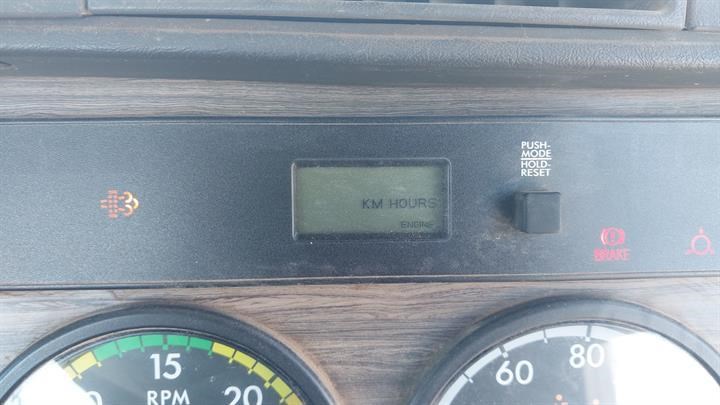 PUSH-
MODE
HOLD-
RESET
KM HOURS
ENGINE
BRAKE
15
20
RPM
60
80